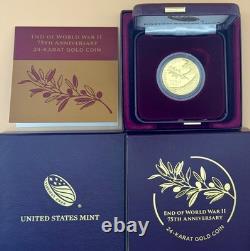 END OF WORLD WAR II
75TH ANNIVERSARY
24-KARAT GOLD COIN
UNITED STATES MINT
END OF WORLD WAR II
75TH ANNIVERSARY
24-KARAT GOLD COIN